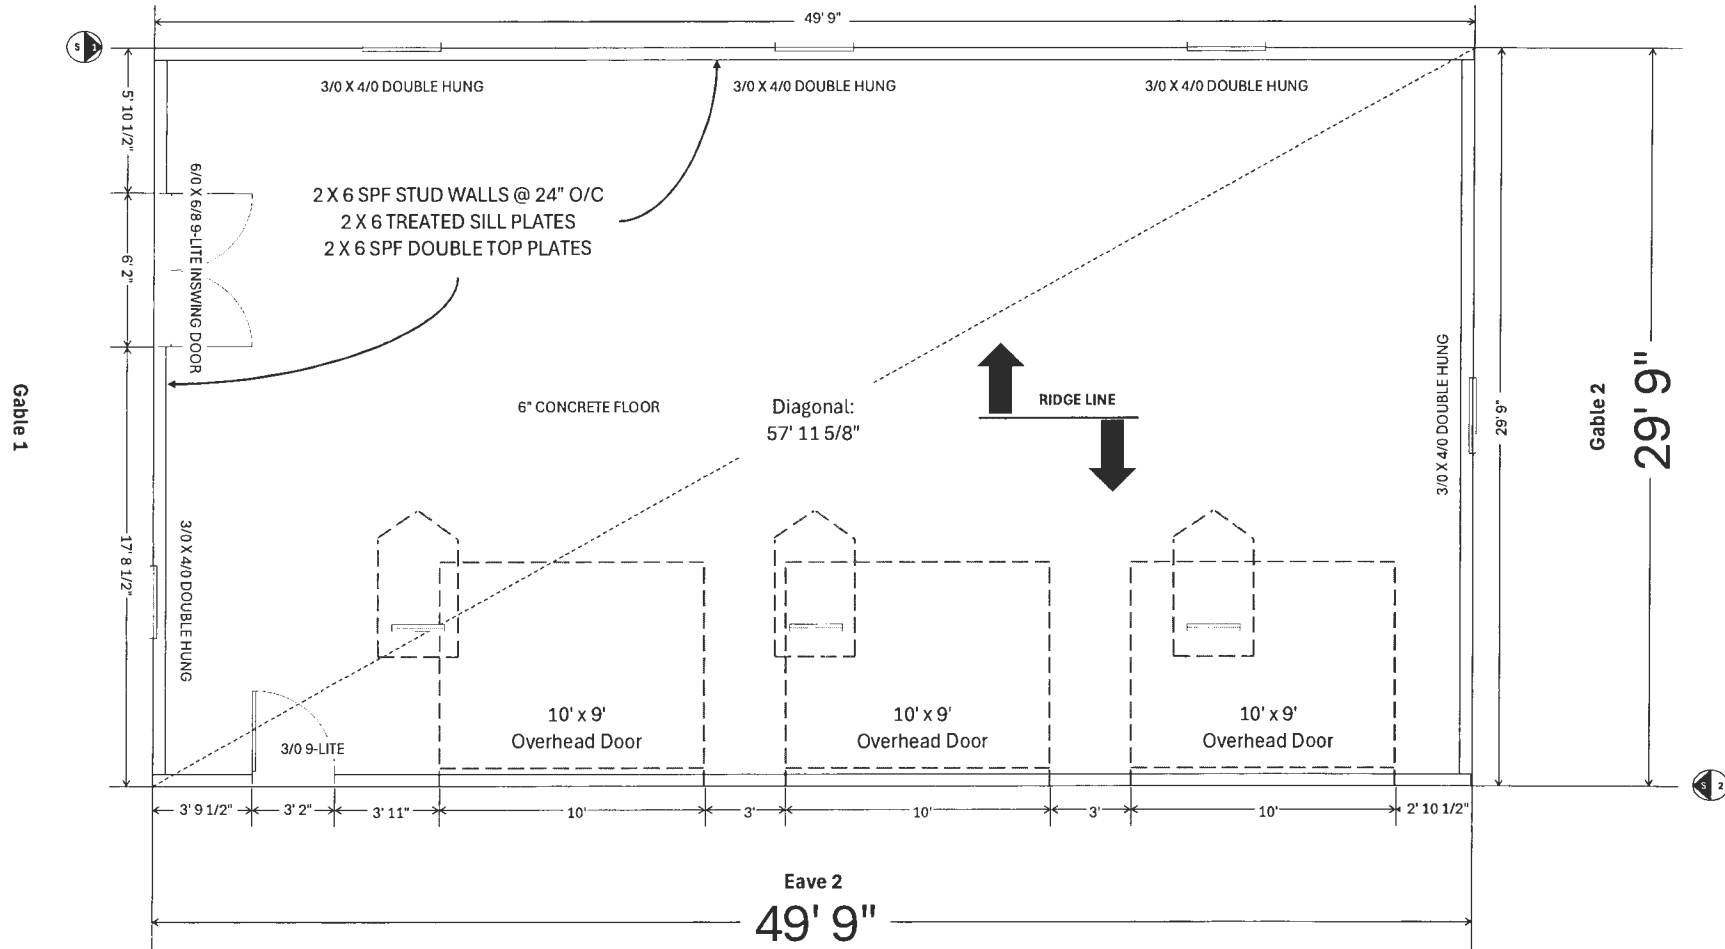 49' 9"
S 1
3/0 X 4/0 DOUBLE HUNG
3/0 X 4/0 DOUBLE HUNG
3/0 X 4/0 DOUBLE HUNG
5' 10 1/2"
6/0 X 6/8 9-LITE INSWING DOOR
2 X 6 SPF STUD WALLS @ 24" O/C
2 X 6 TREATED SILL PLATES
2 X 6 SPF DOUBLE TOP PLATES
6' 2"
Gable 1
6" CONCRETE FLOOR
Diagonal:
57' 11 5/8"
RIDGE LINE
3/0 X 4/0 DOUBLE HUNG
29' 9"
Gable 2
29' 9"
17' 8 1/2"
3/0 X 4/0 DOUBLE HUNG
3/0 9-LITE
10' x 9'
Overhead Door
10' x 9'
Overhead Door
10' x 9'
Overhead Door
S 2
3' 9 1/2"
3' 2"
3' 11"
10'
3'
10'
3'
10'
2' 10 1/2"
Eave 2
49' 9"